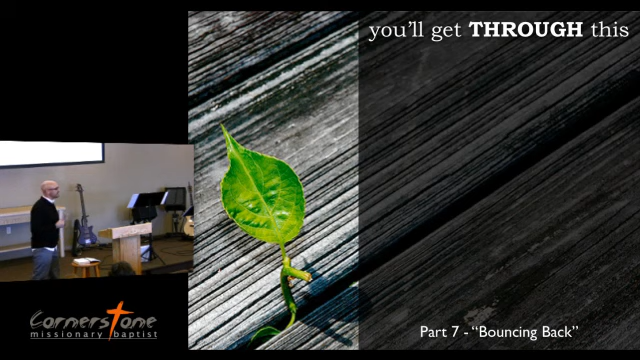 you'll get THROUGH this
Part 7 - "Bouncing Back"
Cornerstone
missionary baptist